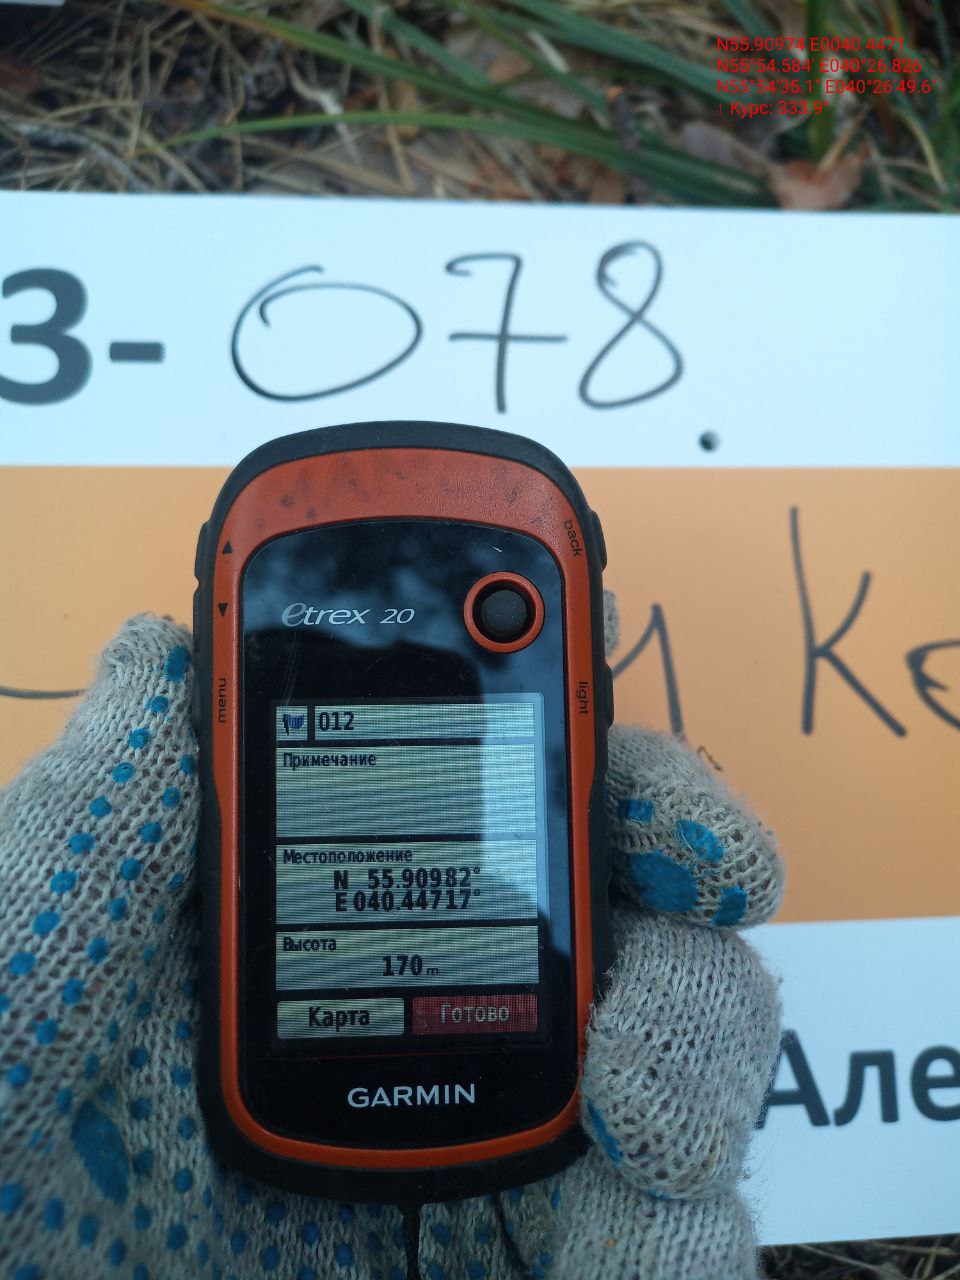 N55.90974 E0040.4471
N55°54.584' E040°26.826'
N55°54'35.1" E040°26'49.6"
↑ Курс: 333.9°
3-078.
back
etrex 20
menu
light
012
Примечание
Местоположение
N 55.90982°
E 040.44717°
Высота
170 m
Карта Готово
GARMIN
Але